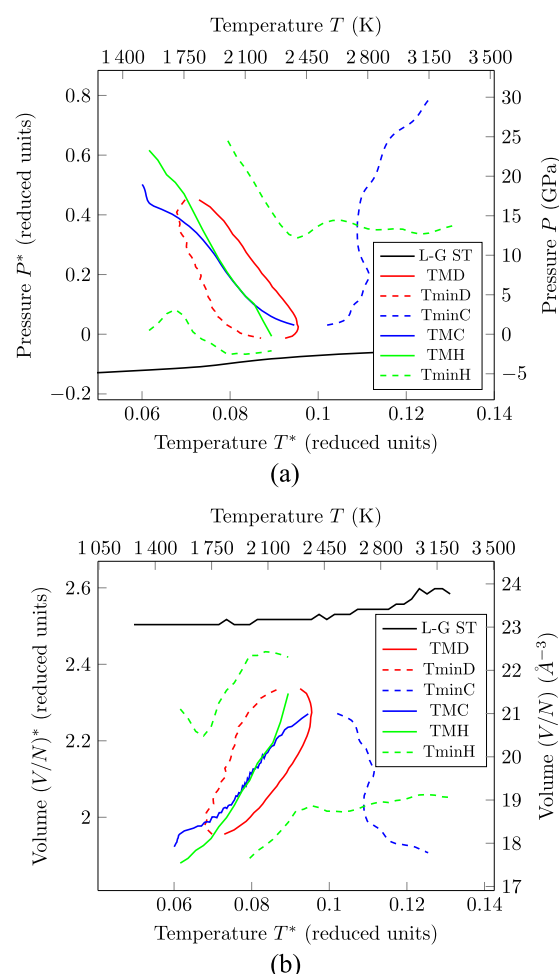 Temperature T (K)
1 400 1 750 2 100 2 450 2 800 3 150 3 500
0.8
0.6
0.4
0.2
0
−0.2
Pressure P* (reduced units)
30
25
20
15
10
5
0
−5
Pressure P (GPa)
L-G ST
TMD
TminD
TminC
TMC
TMH
TminH
0.06 0.08 0.1 0.12 0.14
Temperature T* (reduced units)
(a)
Temperature T (K)
1 050 1 400 1 750 2 100 2 450 2 800 3 150 3 500
2.6
2.4
2.2
2
Volume (V/N)* (reduced units)
24
23
22
21
20
19
18
17
Volume (V/N) (Å−3)
L-G ST
TMD
TminD
TminC
TMC
TMH
TminH
0.06 0.08 0.1 0.12 0.14
Temperature T* (reduced units)
(b)